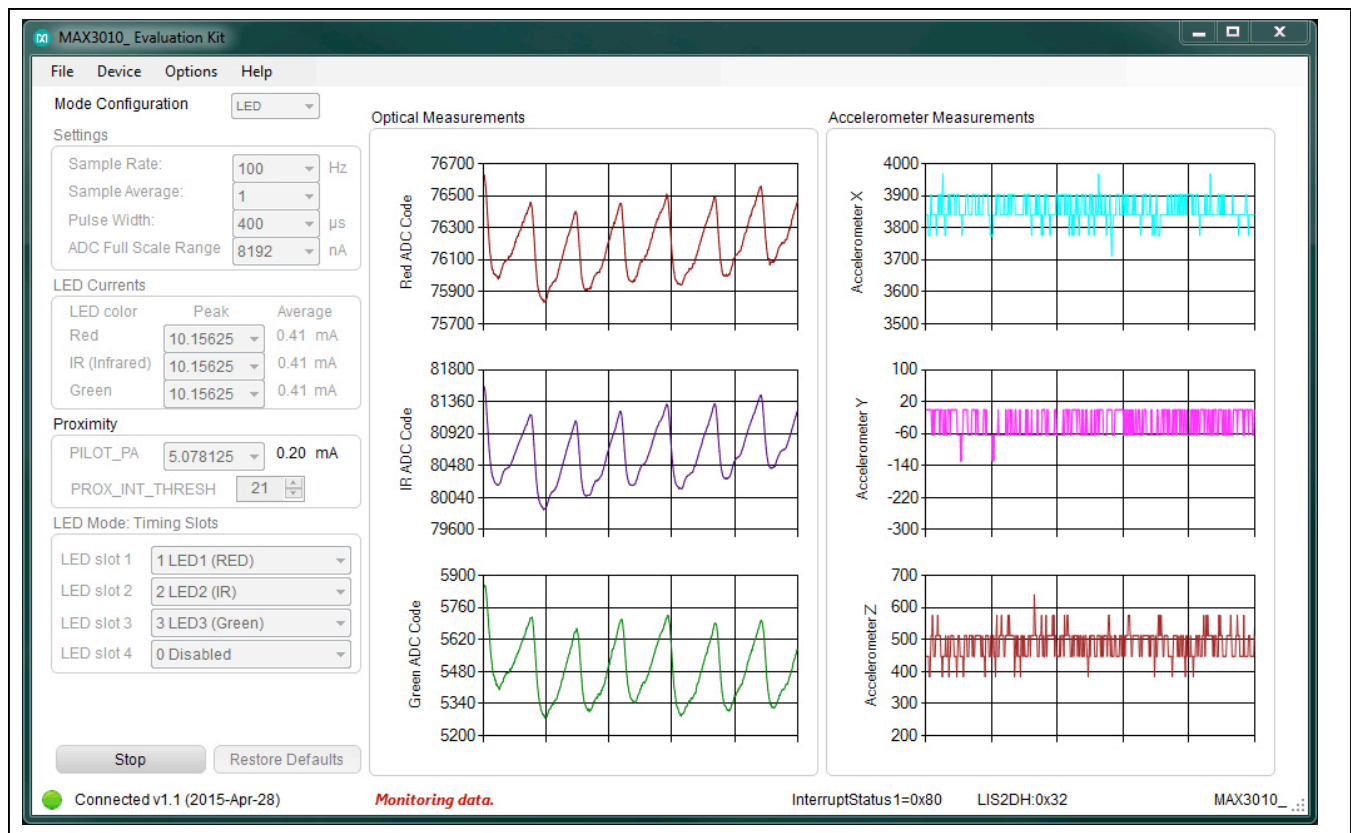 MAX3010_ Evaluation Kit
File Device Options Help
Mode Configuration LED
Settings
Sample Rate: 100 Hz
Sample Average: 1
Pulse Width: 400 µs
ADC Full Scale Range 8192 nA
LED Currents
LED color Peak Average
Red 10.15625 0.41 mA
IR (Infrared) 10.15625 0.41 mA
Green 10.15625 0.41 mA
Proximity
PILOT_PA 5.078125 0.20 mA
PROX_INT_THRESH 21
LED Mode: Timing Slots
LED slot 1 1 LED1 (RED)
LED slot 2 2 LED2 (IR)
LED slot 3 3 LED3 (Green)
LED slot 4 0 Disabled
Stop Restore Defaults
Optical Measurements
Red ADC Code
76700
76500
76300
76100
75900
75700
IR ADC Code
81800
81360
80920
80480
80040
79600
Green ADC Code
5900
5760
5620
5480
5340
5200
Accelerometer Measurements
Accelerometer X
4000
3900
3800
3700
3600
3500
Accelerometer Y
100
20
-60
-140
-220
-300
Accelerometer Z
700
600
500
400
300
200
Connected v1.1 (2015-Apr-28) Monitoring data. InterruptStatus1=0x80 LIS2DH:0x32 MAX3010_